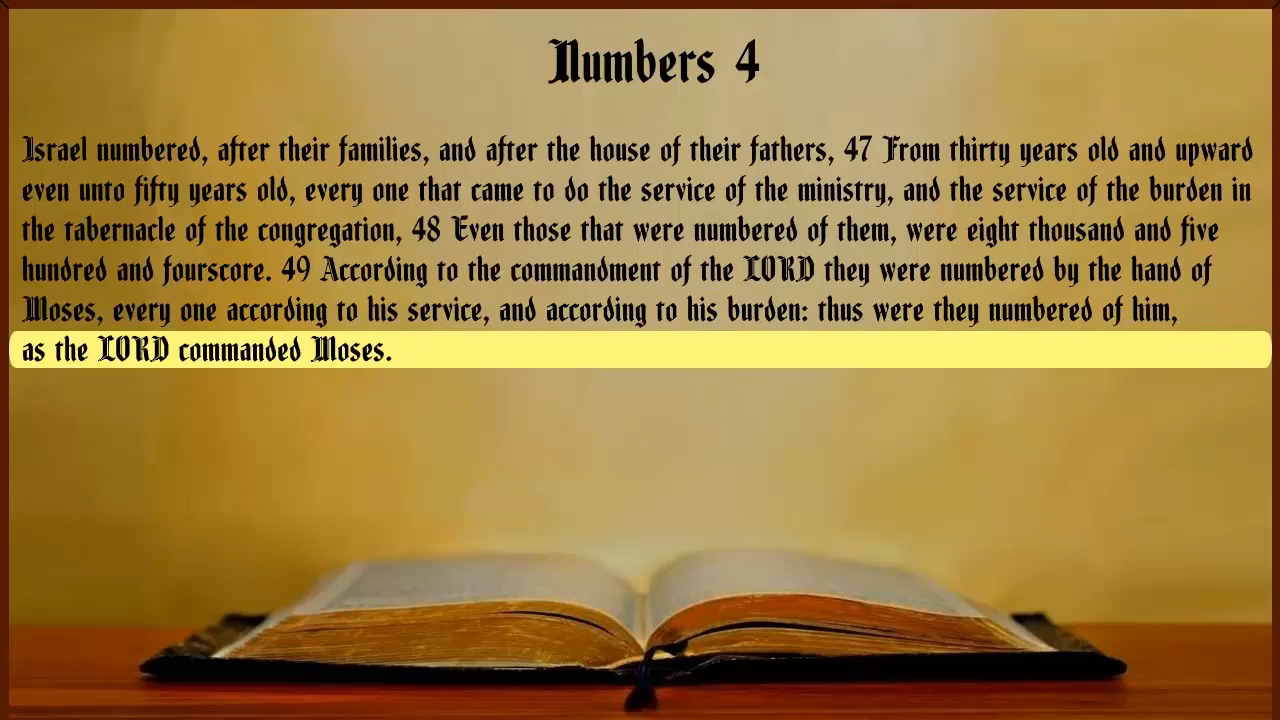 Numbers 4
Israel numbered, after their families, and after the house of their fathers, 47 From thirty years old and upward
even unto fifty years old, every one that came to do the service of the ministry, and the service of the burden in
the tabernacle of the congregation, 48 Even those that were numbered of them, were eight thousand and five
hundred and fourscore. 49 According to the commandment of the LORD they were numbered by the hand of
Moses, every one according to his service, and according to his burden: thus were they numbered of him,
as the LORD commanded Moses.